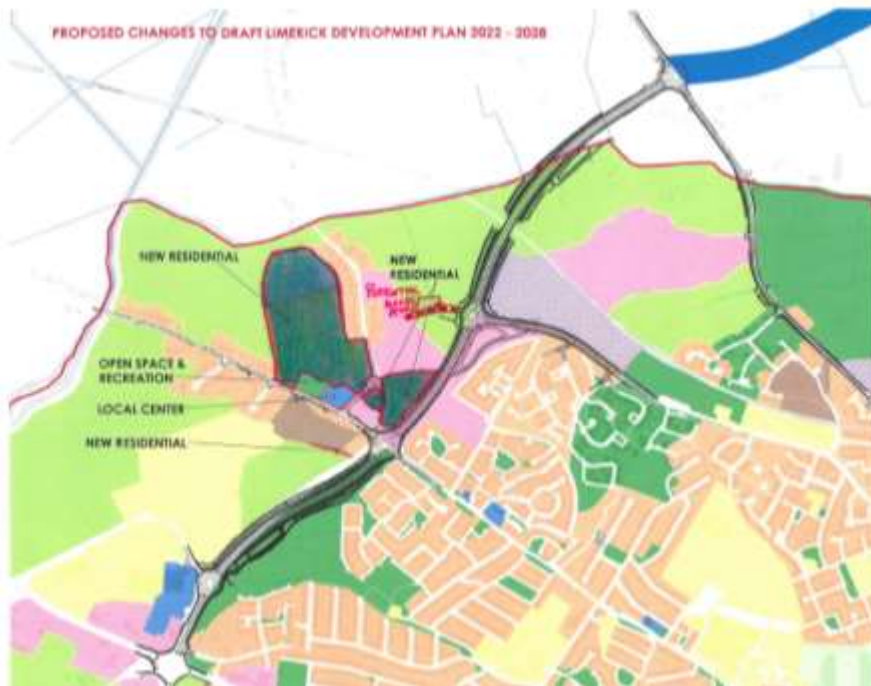 PROPOSED CHANGES TO DRAFT LIMERICK DEVELOPMENT PLAN 2022 - 2028
NEW RESIDENTIAL
NEW
RESIDENTIAL
OPEN SPACE &
RECREATION
LOCAL CENTER
NEW RESIDENTIAL